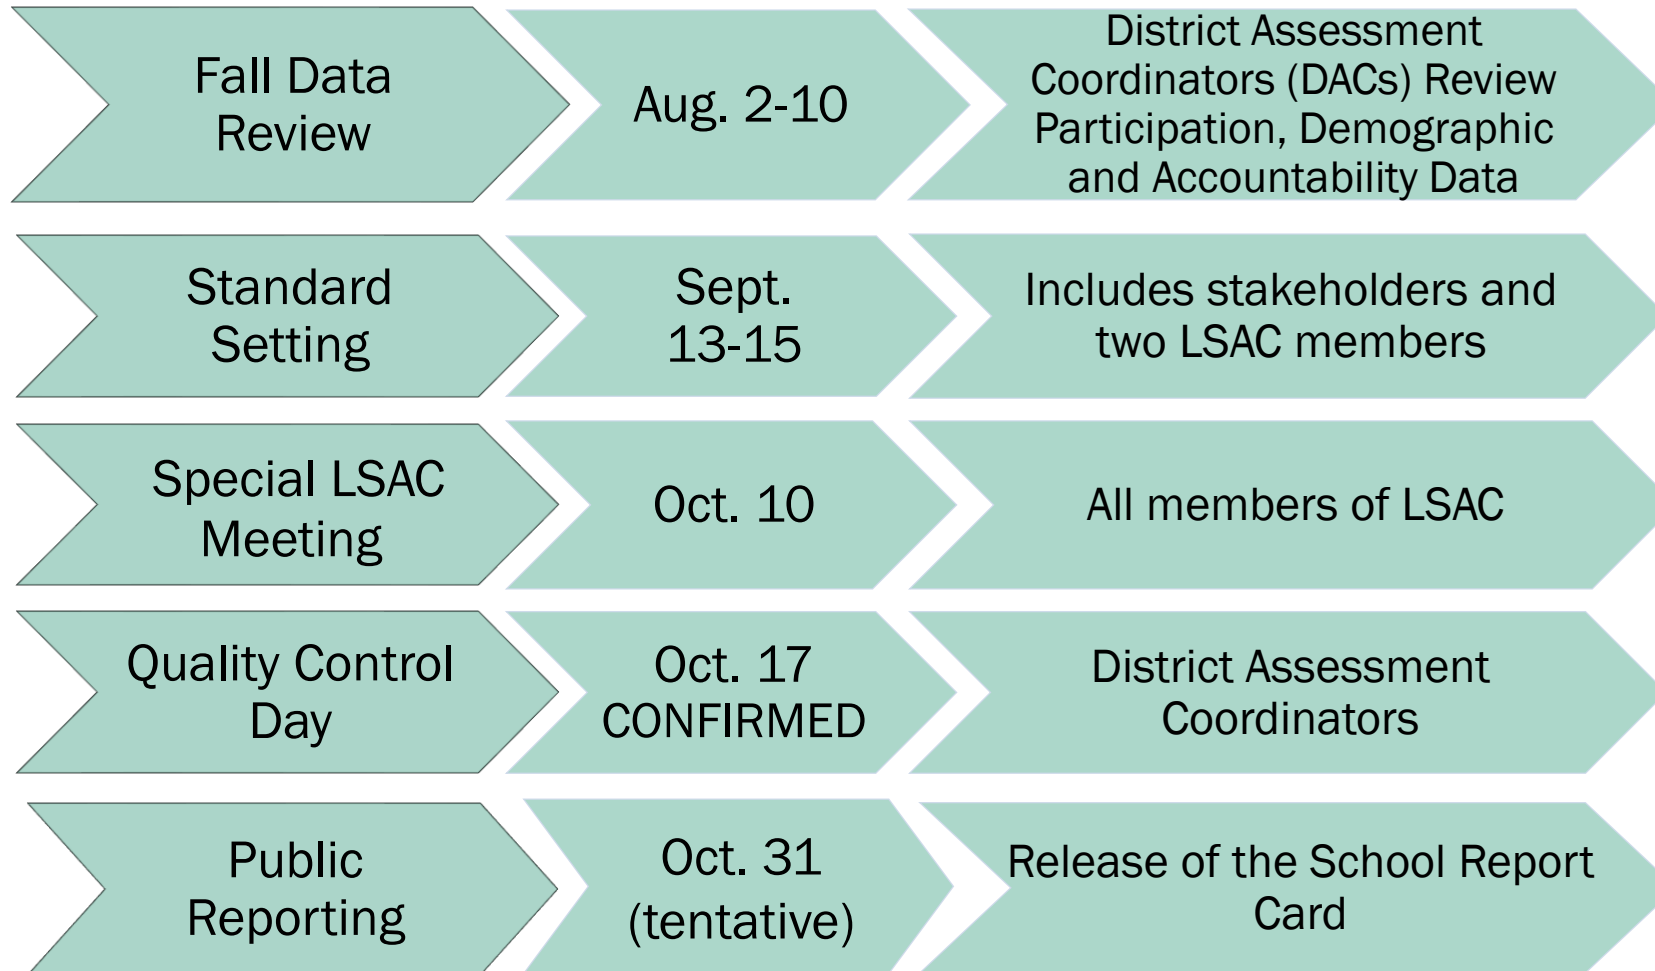 Fall Data
Review
Aug. 2-10
District Assessment
Coordinators (DACs) Review
Participation, Demographic
and Accountability Data
Standard
Setting
Sept.
13-15
Includes stakeholders and
two LSAC members
Special LSAC
Meeting
Oct. 10
All members of LSAC
Quality Control
Day
Oct. 17
CONFIRMED
District Assessment
Coordinators
Public
Reporting
Oct. 31
(tentative)
Release of the School Report
Card